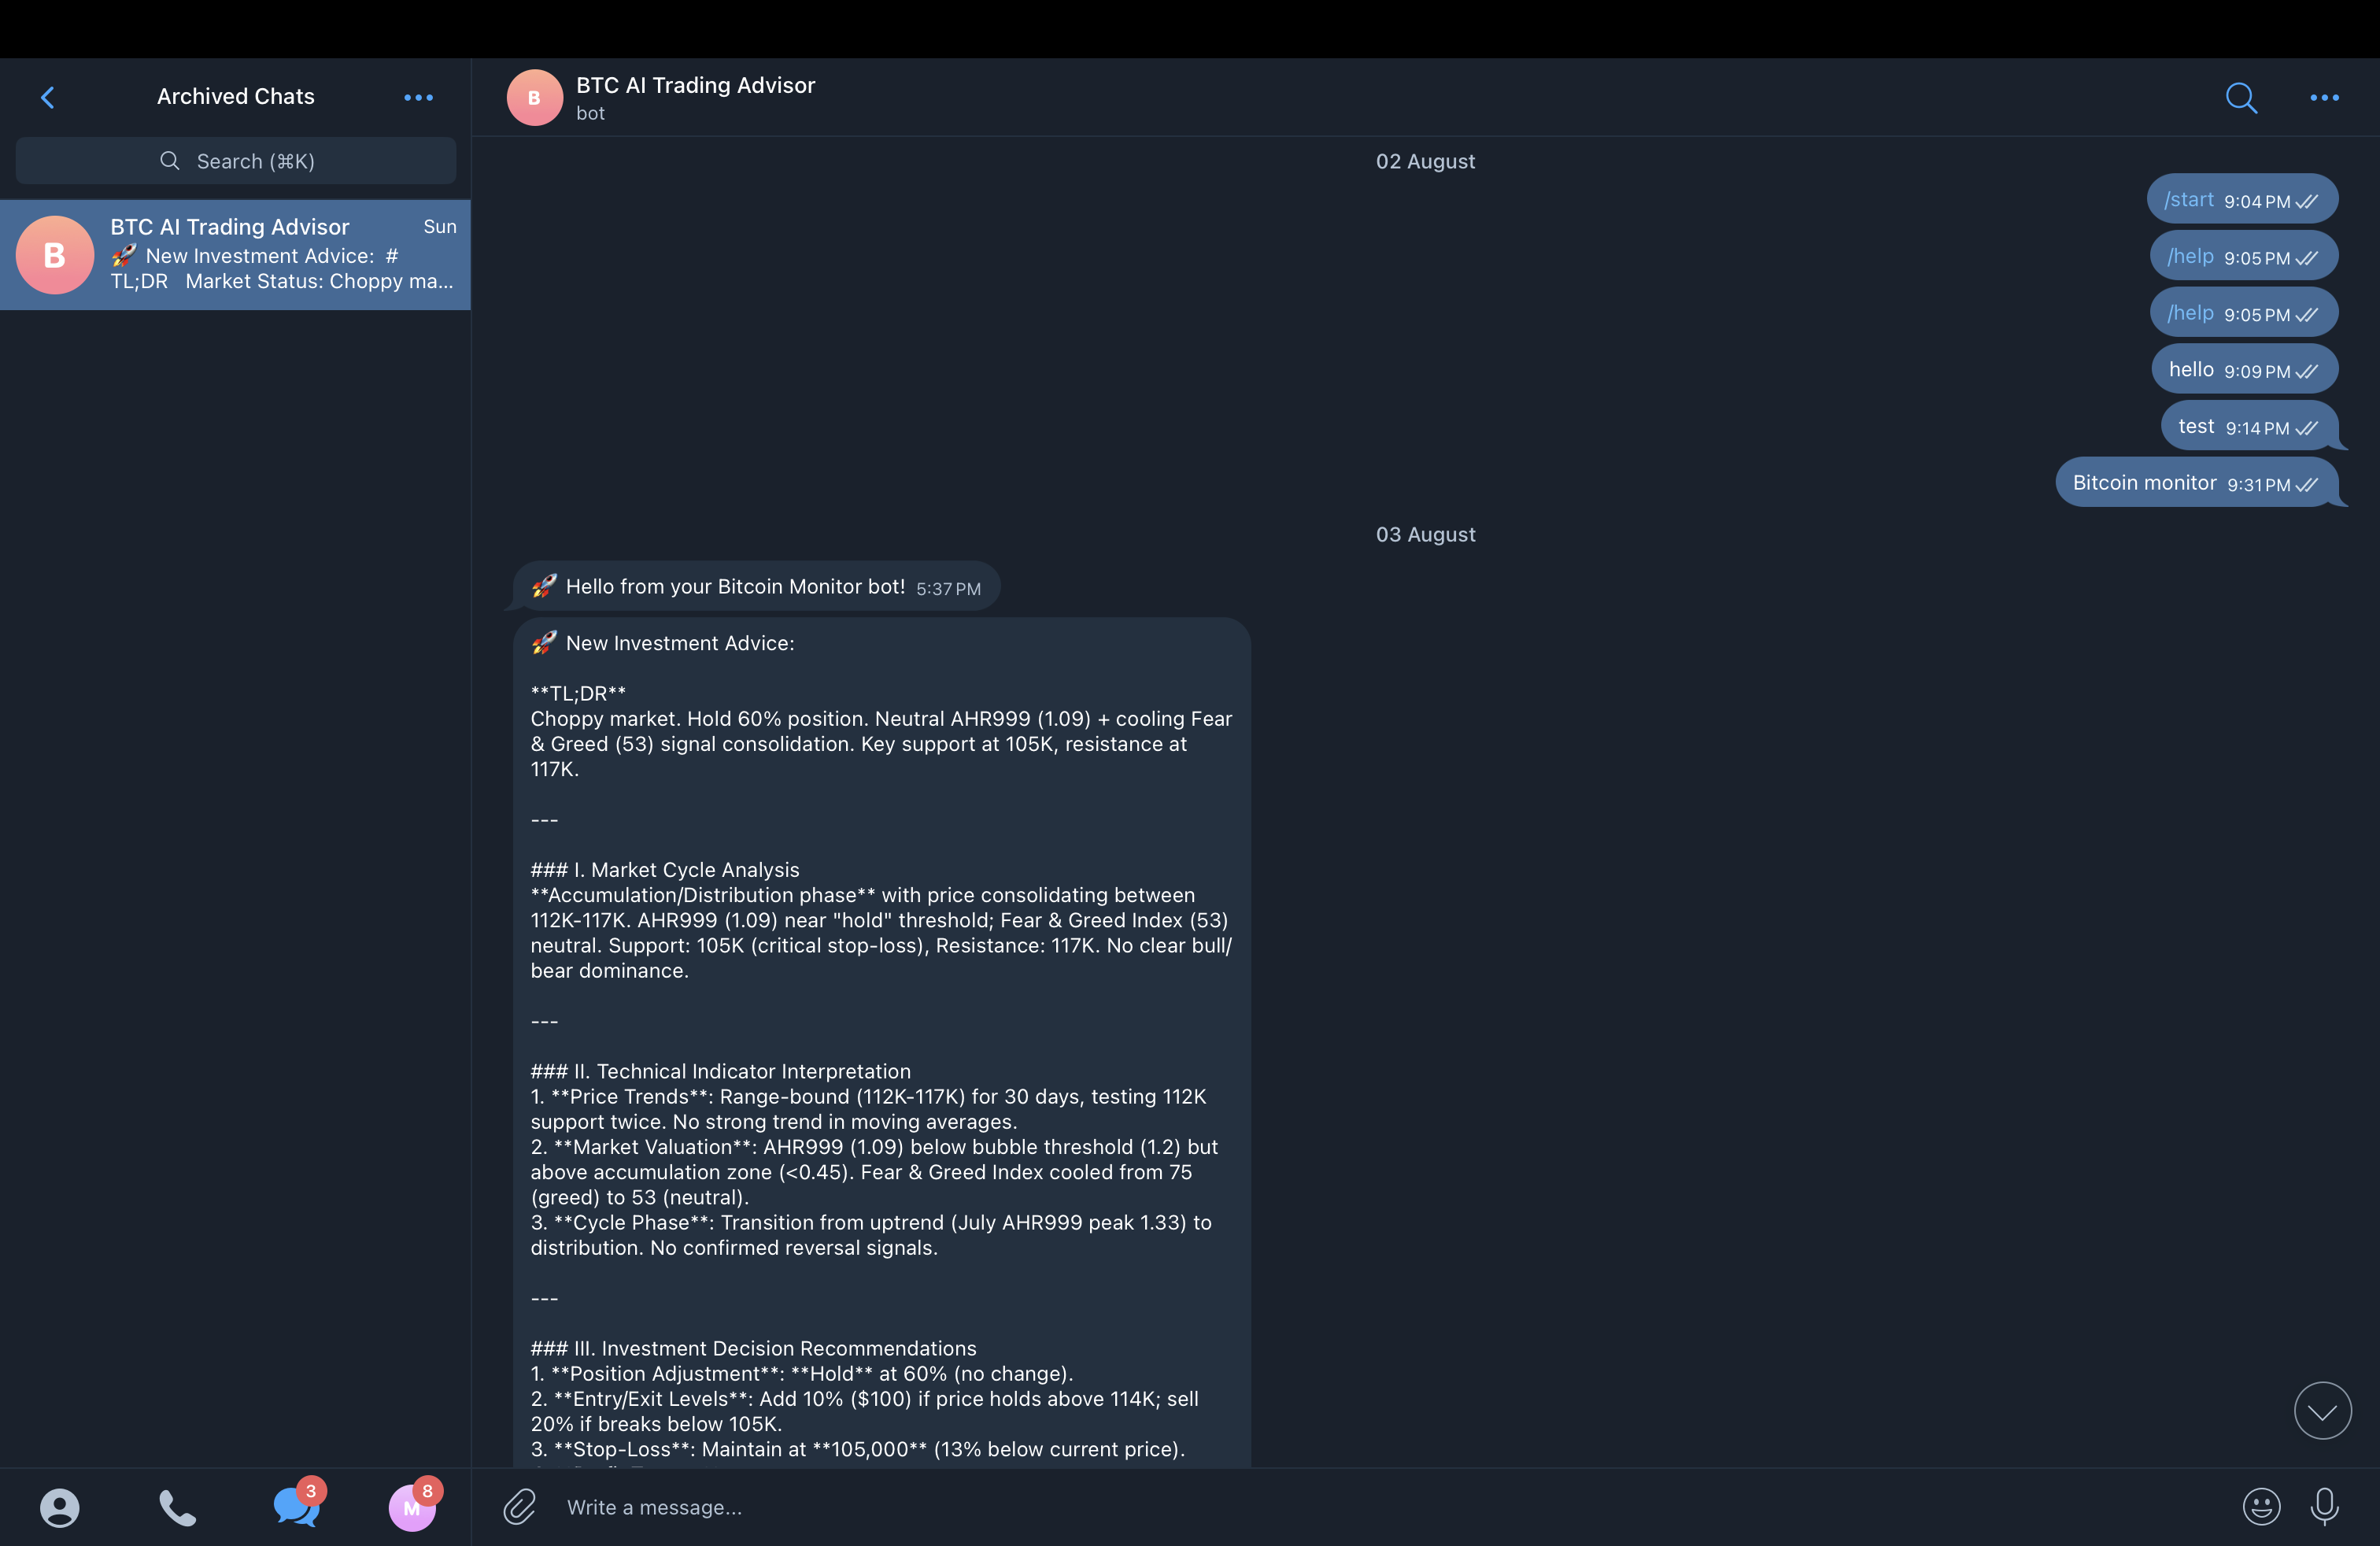 Archived Chats
Search (⌘K)
B
BTC AI Trading Advisor
Sun
🚀 New Investment Advice: #
TL;DR Market Status: Choppy ma...
3
M
8
B
BTC AI Trading Advisor
bot
02 August
/start 9:04 PM
/help 9:05 PM
/help 9:05 PM
hello 9:09 PM
test 9:14 PM
Bitcoin monitor 9:31 PM
03 August
🚀 Hello from your Bitcoin Monitor bot! 5:37 PM
🚀 New Investment Advice:
**TL;DR**
Choppy market. Hold 60% position. Neutral AHR999 (1.09) + cooling Fear
& Greed (53) signal consolidation. Key support at 105K, resistance at
117K.
---
### I. Market Cycle Analysis
**Accumulation/Distribution phase** with price consolidating between
112K-117K. AHR999 (1.09) near "hold" threshold; Fear & Greed Index (53)
neutral. Support: 105K (critical stop-loss), Resistance: 117K. No clear bull/
bear dominance.
---
### II. Technical Indicator Interpretation
1. **Price Trends**: Range-bound (112K-117K) for 30 days, testing 112K
support twice. No strong trend in moving averages.
2. **Market Valuation**: AHR999 (1.09) below bubble threshold (1.2) but
above accumulation zone (<0.45). Fear & Greed Index cooled from 75
(greed) to 53 (neutral).
3. **Cycle Phase**: Transition from uptrend (July AHR999 peak 1.33) to
distribution. No confirmed reversal signals.
---
### III. Investment Decision Recommendations
1. **Position Adjustment**: **Hold** at 60% (no change).
2. **Entry/Exit Levels**: Add 10% ($100) if price holds above 114K; sell
20% if breaks below 105K.
3. **Stop-Loss**: Maintain at **105,000** (13% below current price).
Write a message...